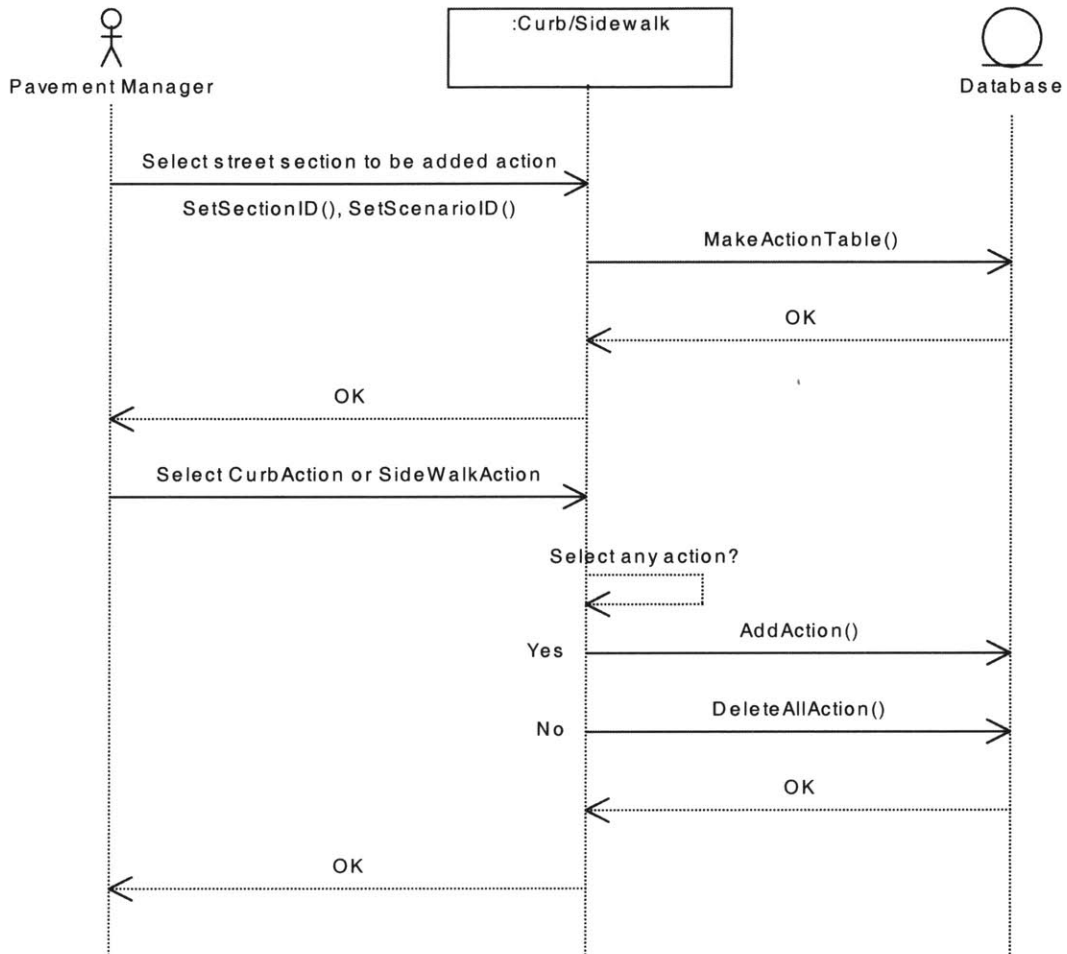 :Curb/Sidewalk
Pavement Manager
Database
Select street section to be added action
SetSectionID(), SetScenarioID()
MakeActionTable()
OK
OK
Select CurbAction or SideWalkAction
Select any action?
AddAction()
Yes
DeleteAllAction()
No
OK
OK